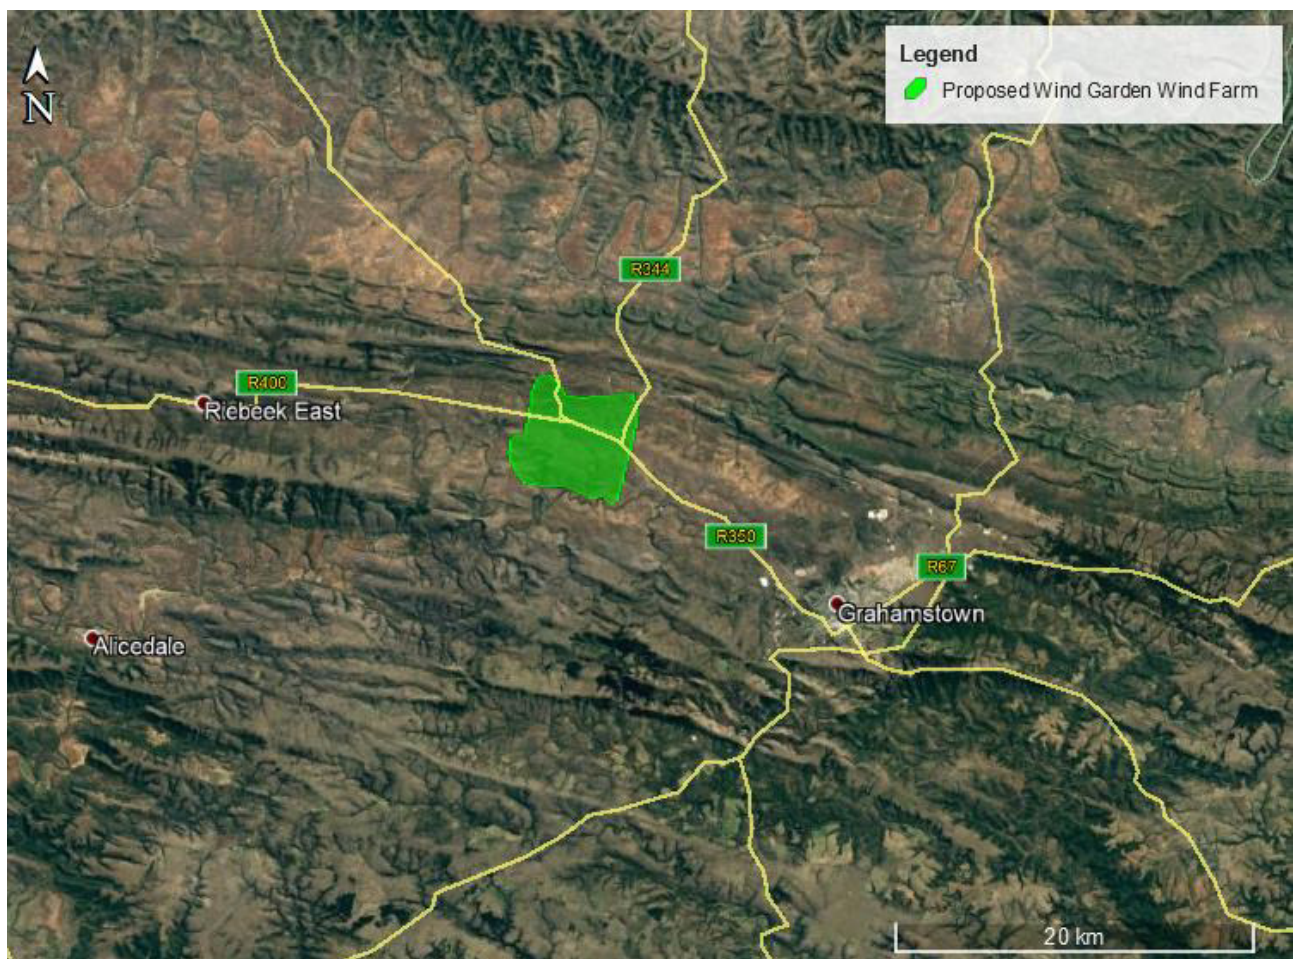 Legend
Proposed Wind Garden Wind Farm
N
R344
R400
Riebeek East
R350
R67
Grahamstown
Alicedale
20 km